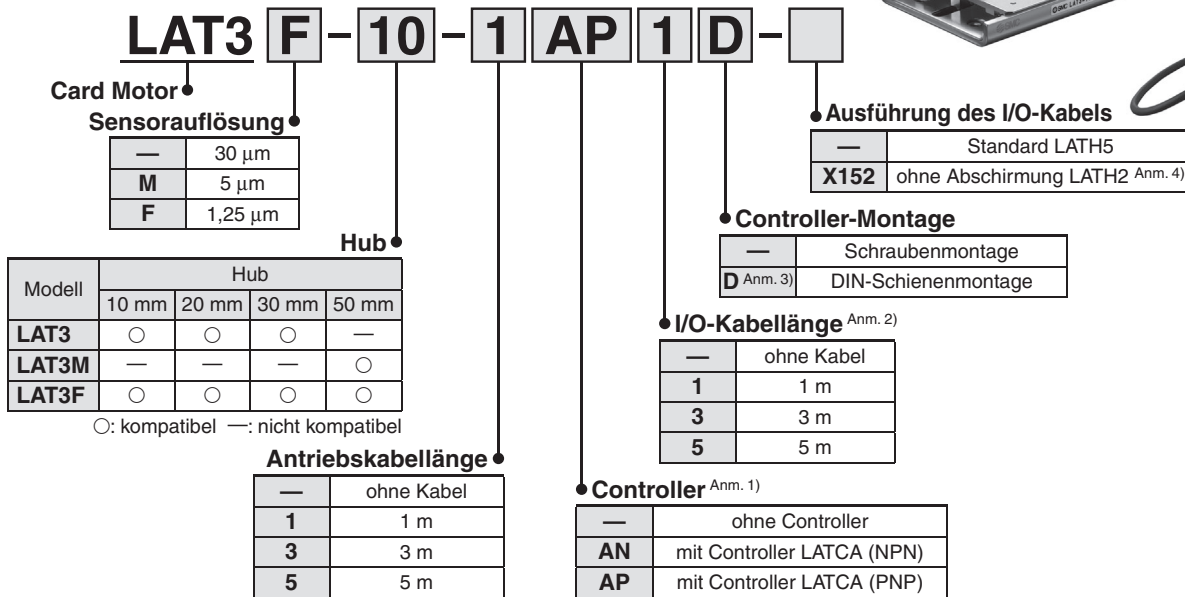 LAT3 F - 10 - 1 AP 1 D -
Card Motor
Sensorauflösung
— 30 μm
M 5 μm
F 1,25 μm
Hub
Modell Hub
10 mm 20 mm 30 mm 50 mm
LAT3 ○ ○ ○ —
LAT3M — — — ○
LAT3F ○ ○ ○ ○
○: kompatibel —: nicht kompatibel
Antriebskabellänge
— ohne Kabel
1 1 m
3 3 m
5 5 m
Ausführung des I/O-Kabels
— Standard LATH5
X152 ohne Abschirmung LATH2 Anm. 4)
Controller-Montage
— Schraubenmontage
D Anm. 3) DIN-Schienenmontage
I/O-Kabellänge Anm. 2)
— ohne Kabel
1 1 m
3 3 m
5 5 m
Controller Anm. 1)
— ohne Controller
AN mit Controller LATCA (NPN)
AP mit Controller LATCA (PNP)